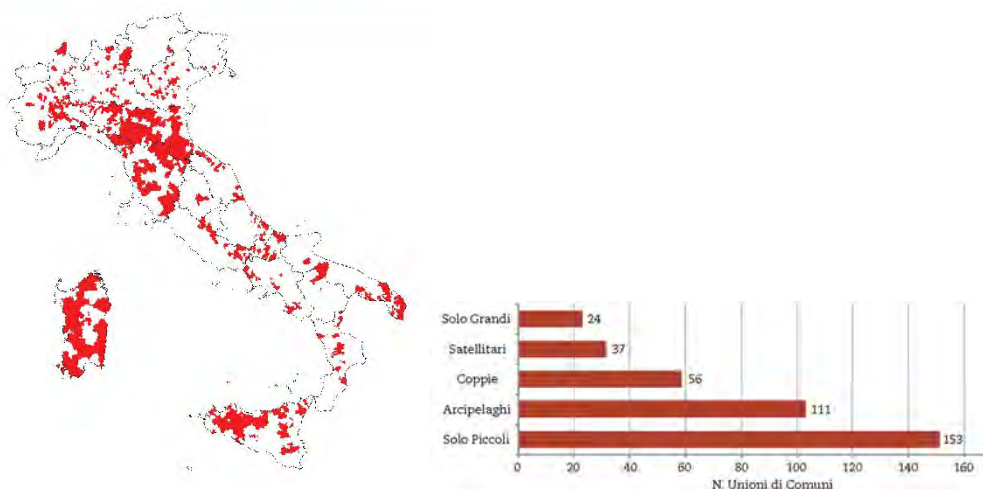 Solo Grandi 24
Satellitari 37
Coppie 56
Arcipelaghi 111
Solo Piccoli 153
0 20 40 60 80 100 120 140 160
N. Unioni di Comuni